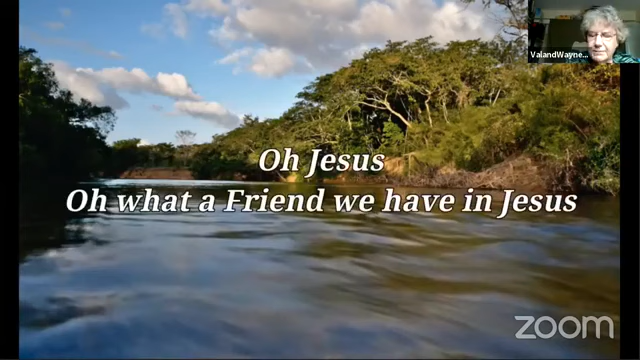 ValandWayne...
Oh Jesus
Oh what a Friend we have in Jesus
zoom